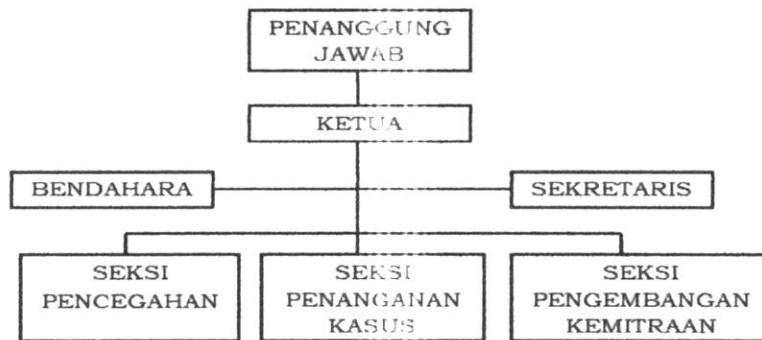 PENANGGUNG
JAWAB
KETUA
BENDAHARA
SEKRETARIS
SEKSI
PENCEGAHAN
SEKSI
PENANGANAN
KASUS
SEKSI
PENGEMBANGAN
KEMITRAAN